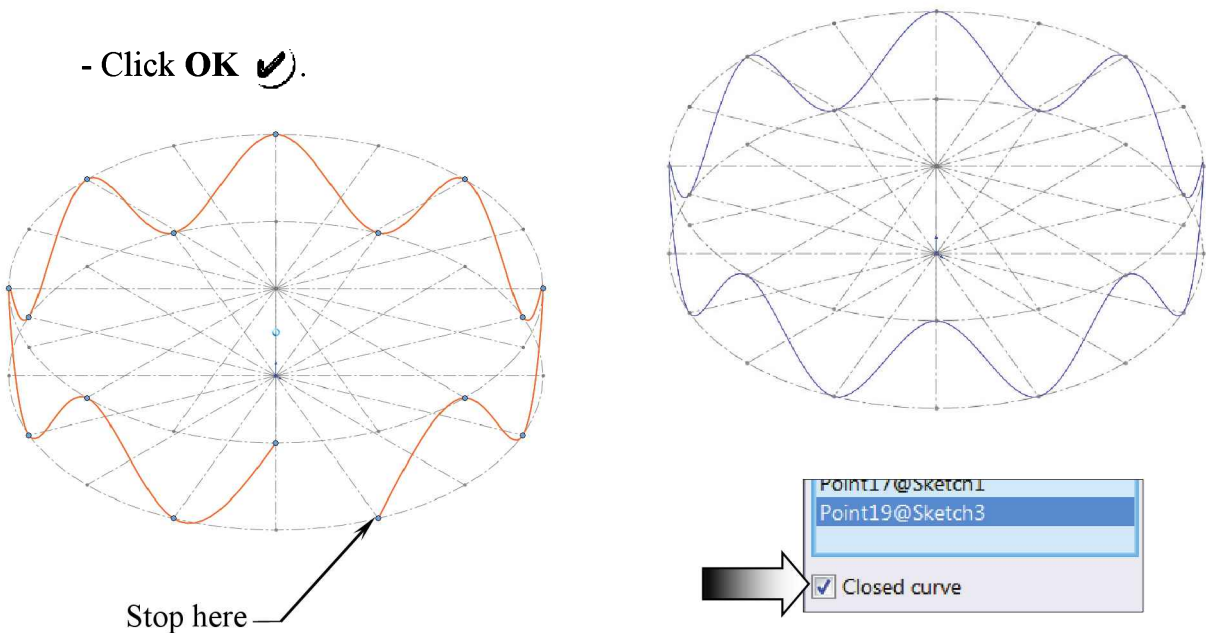 - Click OK ✔.
Stop here
Point17@Sketch1
Point19@Sketch3
Closed curve